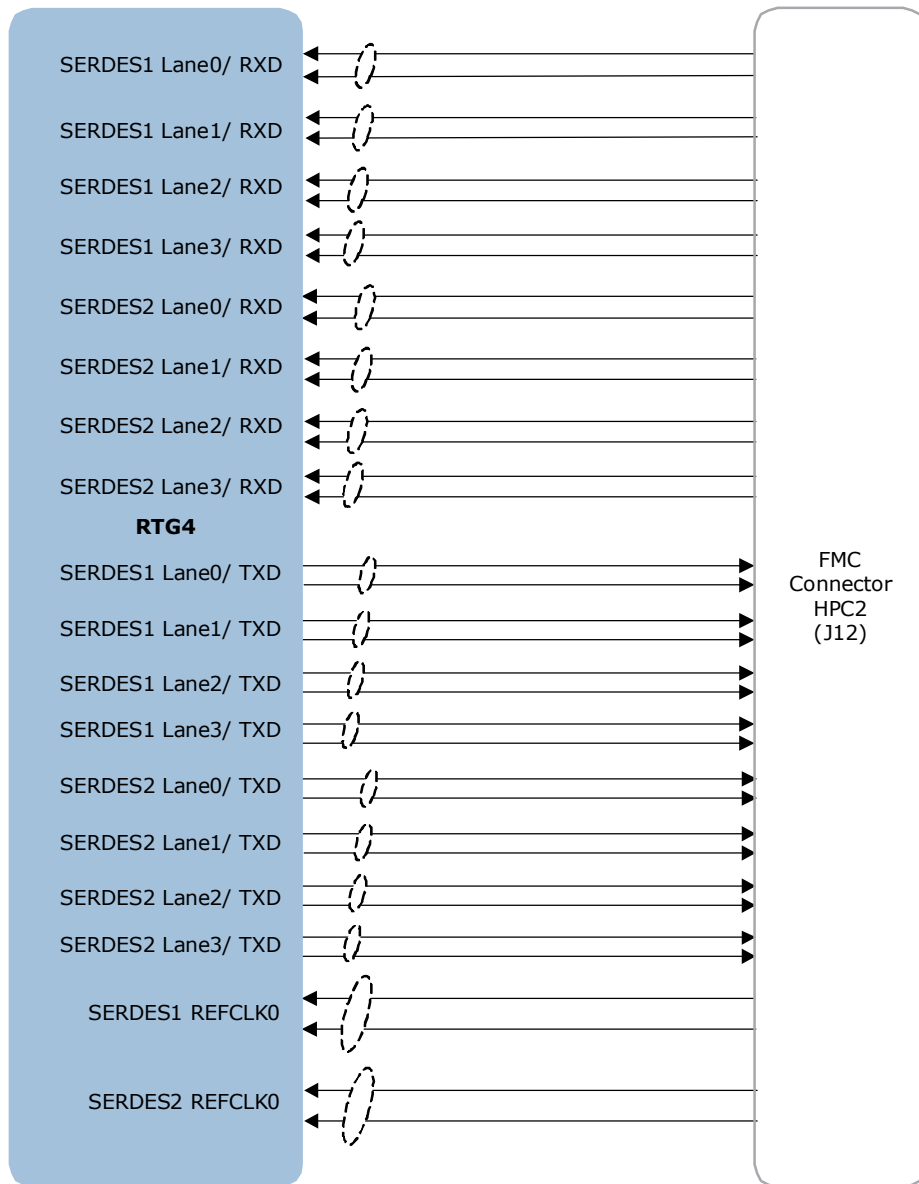 SERDES1 Lane0/ RXD
SERDES1 Lane1/ RXD
SERDES1 Lane2/ RXD
SERDES1 Lane3/ RXD
SERDES2 Lane0/ RXD
SERDES2 Lane1/ RXD
SERDES2 Lane2/ RXD
SERDES2 Lane3/ RXD
RTG4
SERDES1 Lane0/ TXD
SERDES1 Lane1/ TXD
SERDES1 Lane2/ TXD
SERDES1 Lane3/ TXD
SERDES2 Lane0/ TXD
SERDES2 Lane1/ TXD
SERDES2 Lane2/ TXD
SERDES2 Lane3/ TXD
SERDES1 REFCLK0
SERDES2 REFCLK0
FMC
Connector
HPC2
(J12)